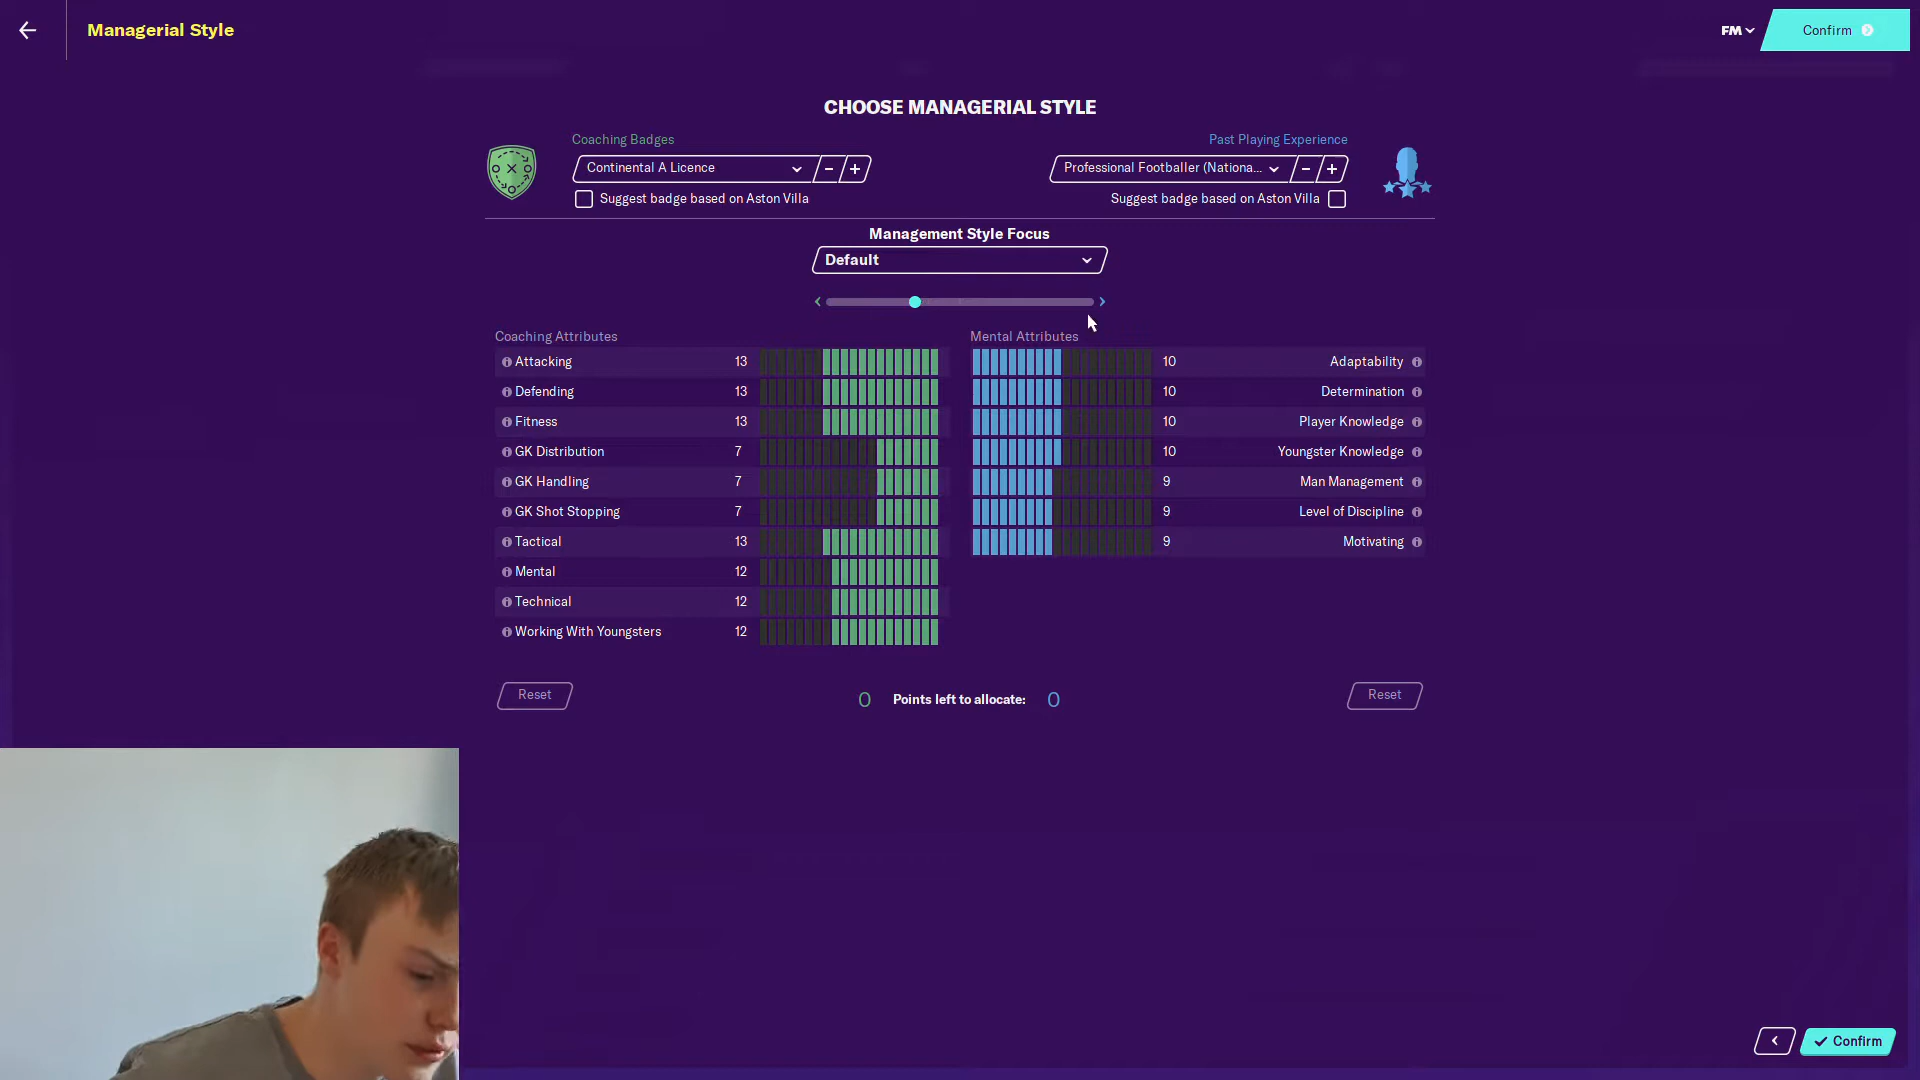 Managerial Style
FM
Confirm
CHOOSE MANAGERIAL STYLE
Coaching Badges
Past Playing Experience
Continental A Licence
Professional Footballer (Nationa...
Suggest badge based on Aston Villa
Suggest badge based on Aston Villa
Management Style Focus
Default
Coaching Attributes
Mental Attributes
Attacking 13
10 Adaptability
Defending 13
10 Determination
Fitness 13
10 Player Knowledge
GK Distribution 7
10 Youngster Knowledge
GK Handling 7
9 Man Management
GK Shot Stopping 7
9 Level of Discipline
Tactical 13
9 Motivating
Mental 12
Technical 12
Working With Youngsters 12
Reset
0 Points left to allocate: 0
Reset
Confirm